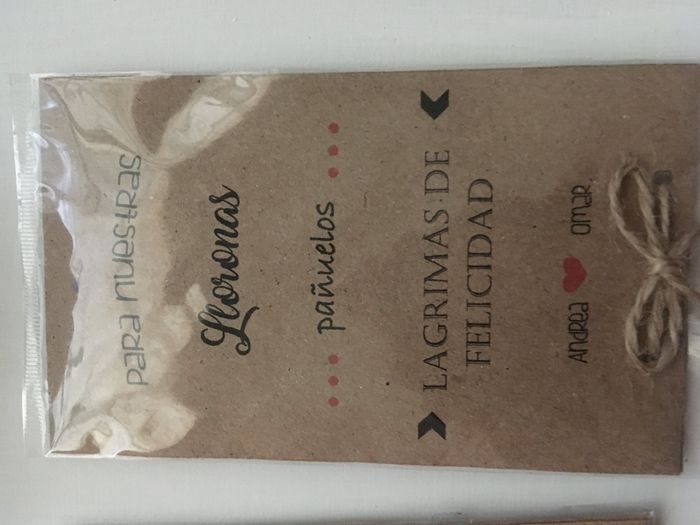 para nuestras
Lloronas
... pañuelos ...
LAGRIMAS DE
FELICIDAD
Andrea ♥ omar